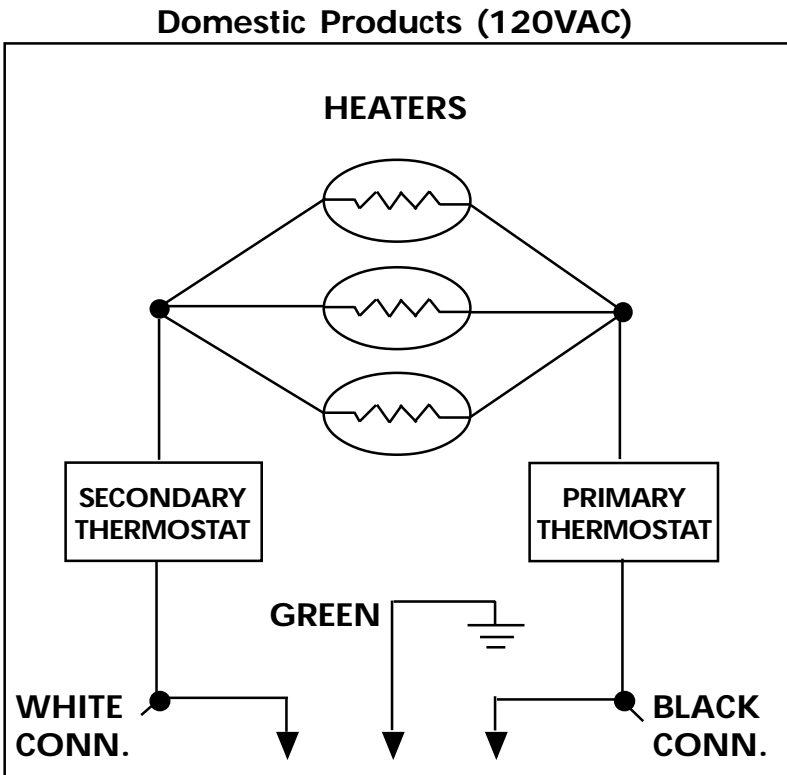 Domestic Products (120VAC)
HEATERS
SECONDARY
THERMOSTAT
PRIMARY
THERMOSTAT
GREEN
WHITE
CONN.
BLACK
CONN.